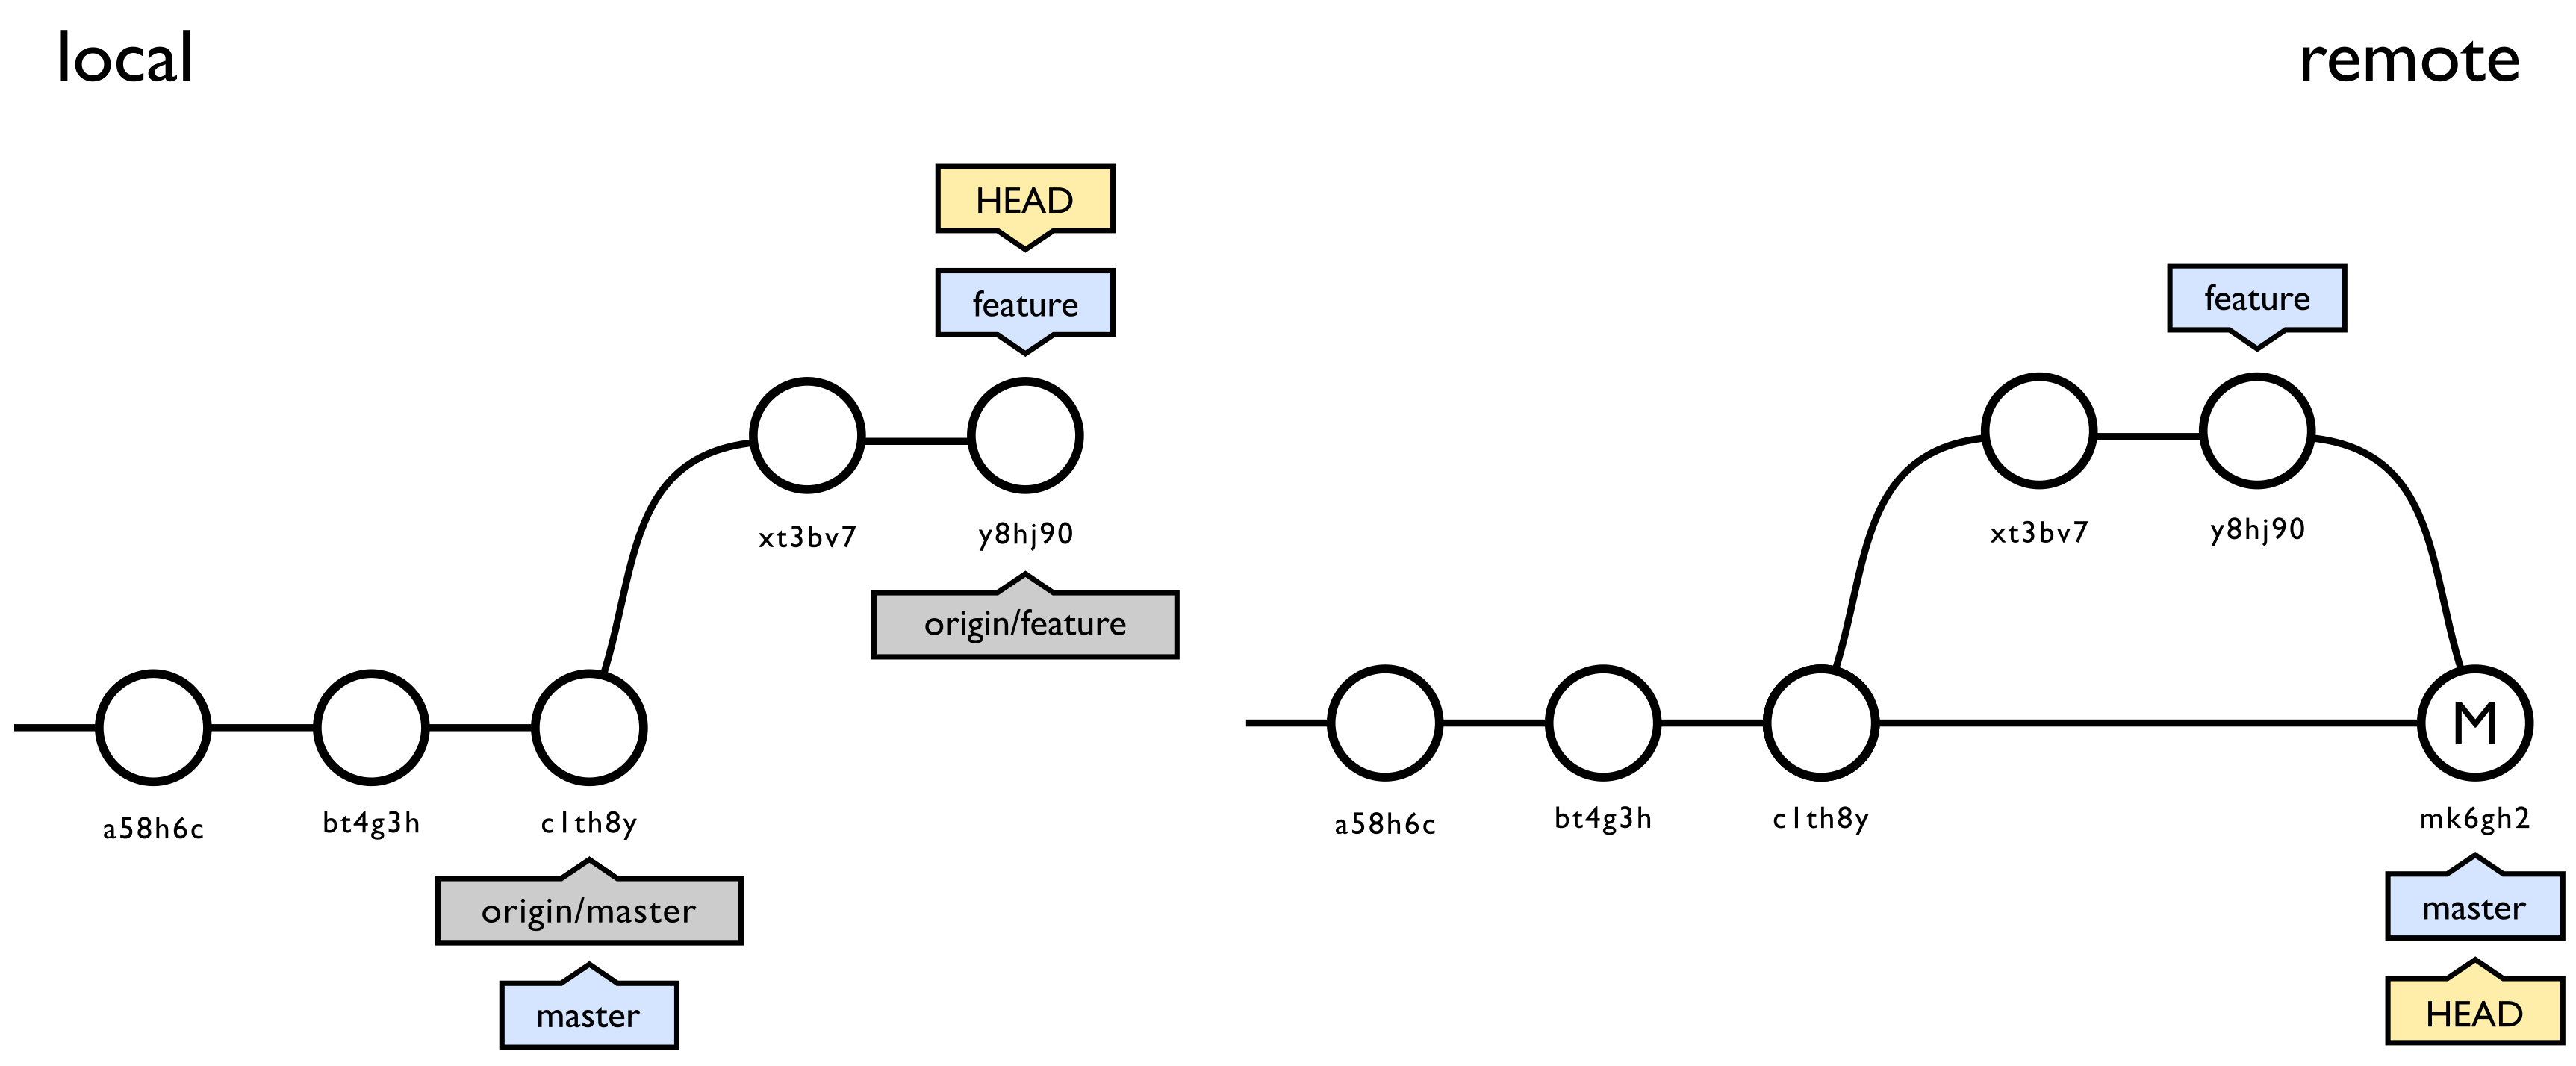 local
remote
HEAD
feature
feature
xt3bv7
y8hj90
xt3bv7
y8hj90
origin/feature
M
a58h6c
bt4g3h
c1th8y
a58h6c
bt4g3h
c1th8y
mk6gh2
origin/master
master
master
HEAD